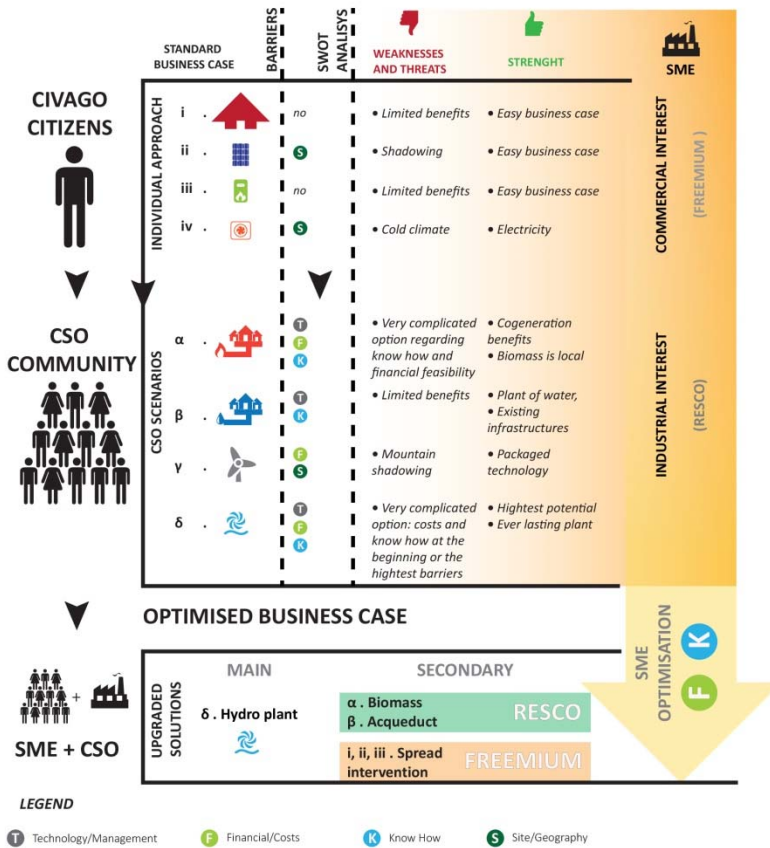 STANDARD
BUSINESS CASE
BARRIERS
SWOT
ANALISYS
WEAKNESSES
AND THREATS
STRENGHT
SME
CIVAGO
CITIZENS
INDIVIDUAL APPROACH
i .
no
• Limited benefits
• Easy business case
ii .
S
• Shadowing
• Easy business case
iii .
no
• Limited benefits
• Easy business case
iv .
S
• Cold climate
• Electricity
COMMERCIAL INTEREST
(FREEMIUM )
CSO
COMMUNITY
CSO SCENARIOS
α .
T
F
K
• Very complicated
option regarding
know how and
financial feasibility
• Cogeneration
benefits
• Biomass is local
β .
T
K
• Limited benefits
• Plant of water,
• Existing
infrastructures
γ .
F
S
• Mountain
shadowing
• Packaged
technology
δ .
T
F
K
• Very complicated
option: costs and
know how at the
beginning or the
highest barriers
• Highest potential
• Ever lasting plant
INDUSTRIAL INTEREST
(RESCO)
OPTIMISED BUSINESS CASE
SME
OPTIMISATION
F
K
+
SME + CSO
UPGRADED
SOLUTIONS
MAIN
δ . Hydro plant
SECONDARY
α . Biomass
β . Acqueduct
RESCO
i, ii, iii . Spread
intervention
FREEMIUM
LEGEND
T Technology/Management
F Financial/Costs
K Know How
S Site/Geography